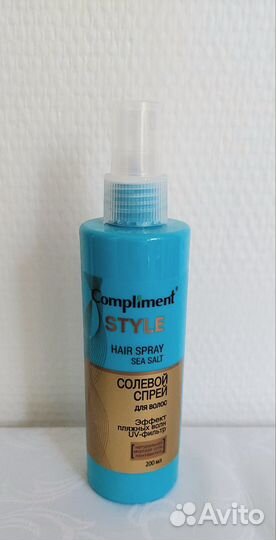 Compliment
STYLE
HAIR SPRAY
SEA SALT
СОЛЕВОЙ
СПРЕЙ
для волос
Эффект
пляжных волн
UV-фильтр
200 мл
Avito